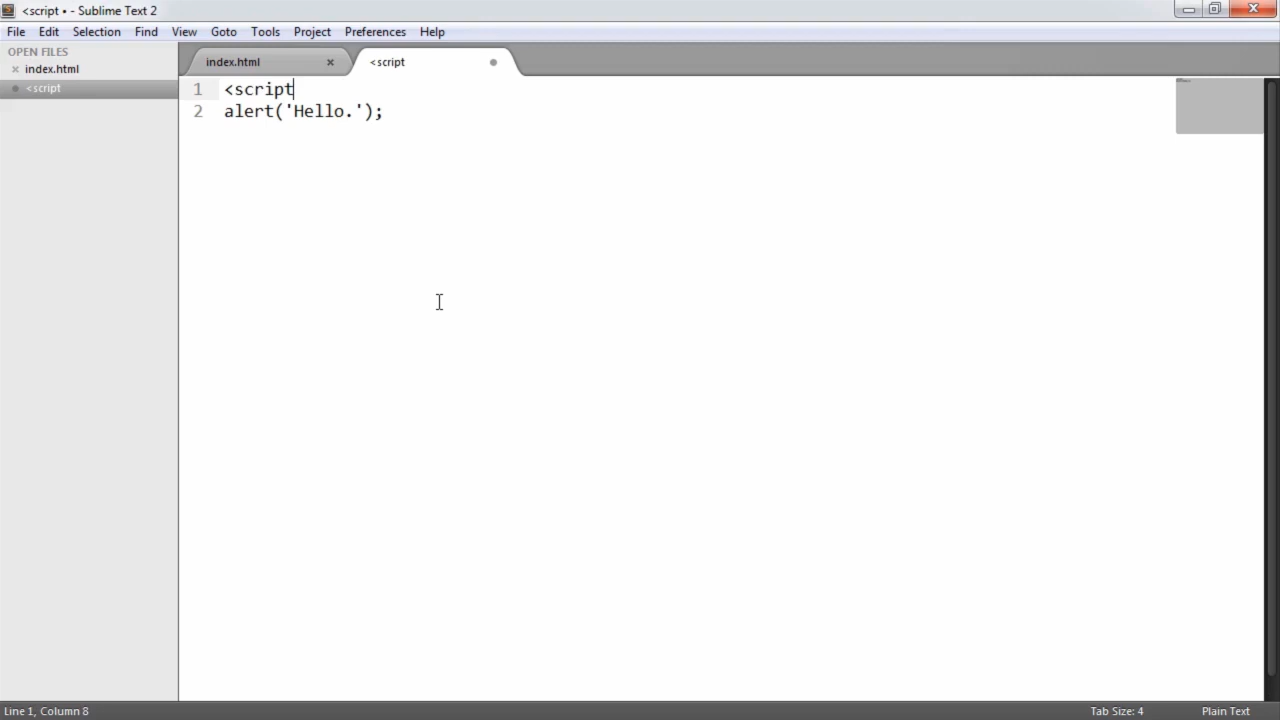 <script • - Sublime Text 2
File Edit Selection Find View Goto Tools Project Preferences Help
OPEN FILES
index.html
<script
index.html
<script
1 <script
2 alert('Hello.');
Line 1, Column 8
Tab Size: 4
Plain Text